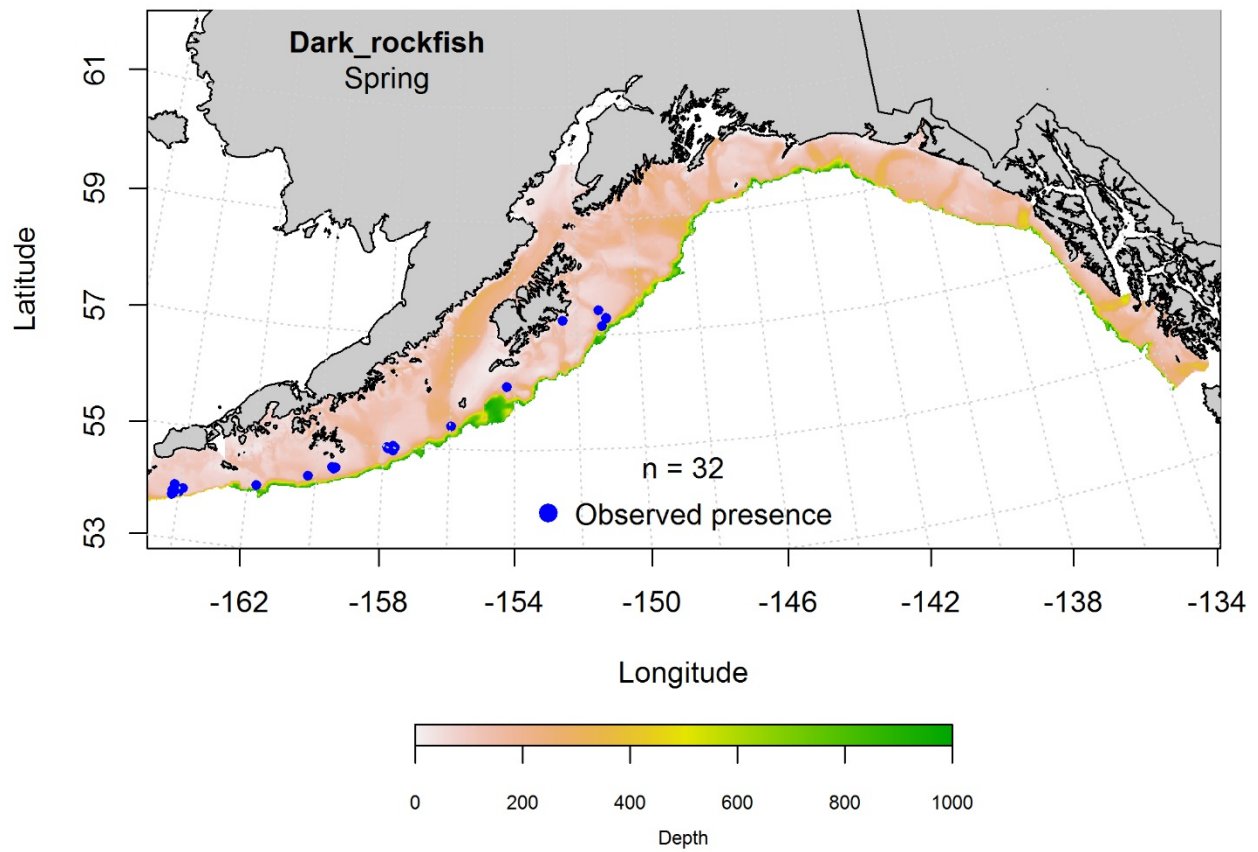 Dark_rockfish
Spring
61
59
57
55
53
Latitude
n = 32
Observed presence
-162 -158 -154 -150 -146 -142 -138 -134
Longitude
0 200 400 600 800 1000
Depth